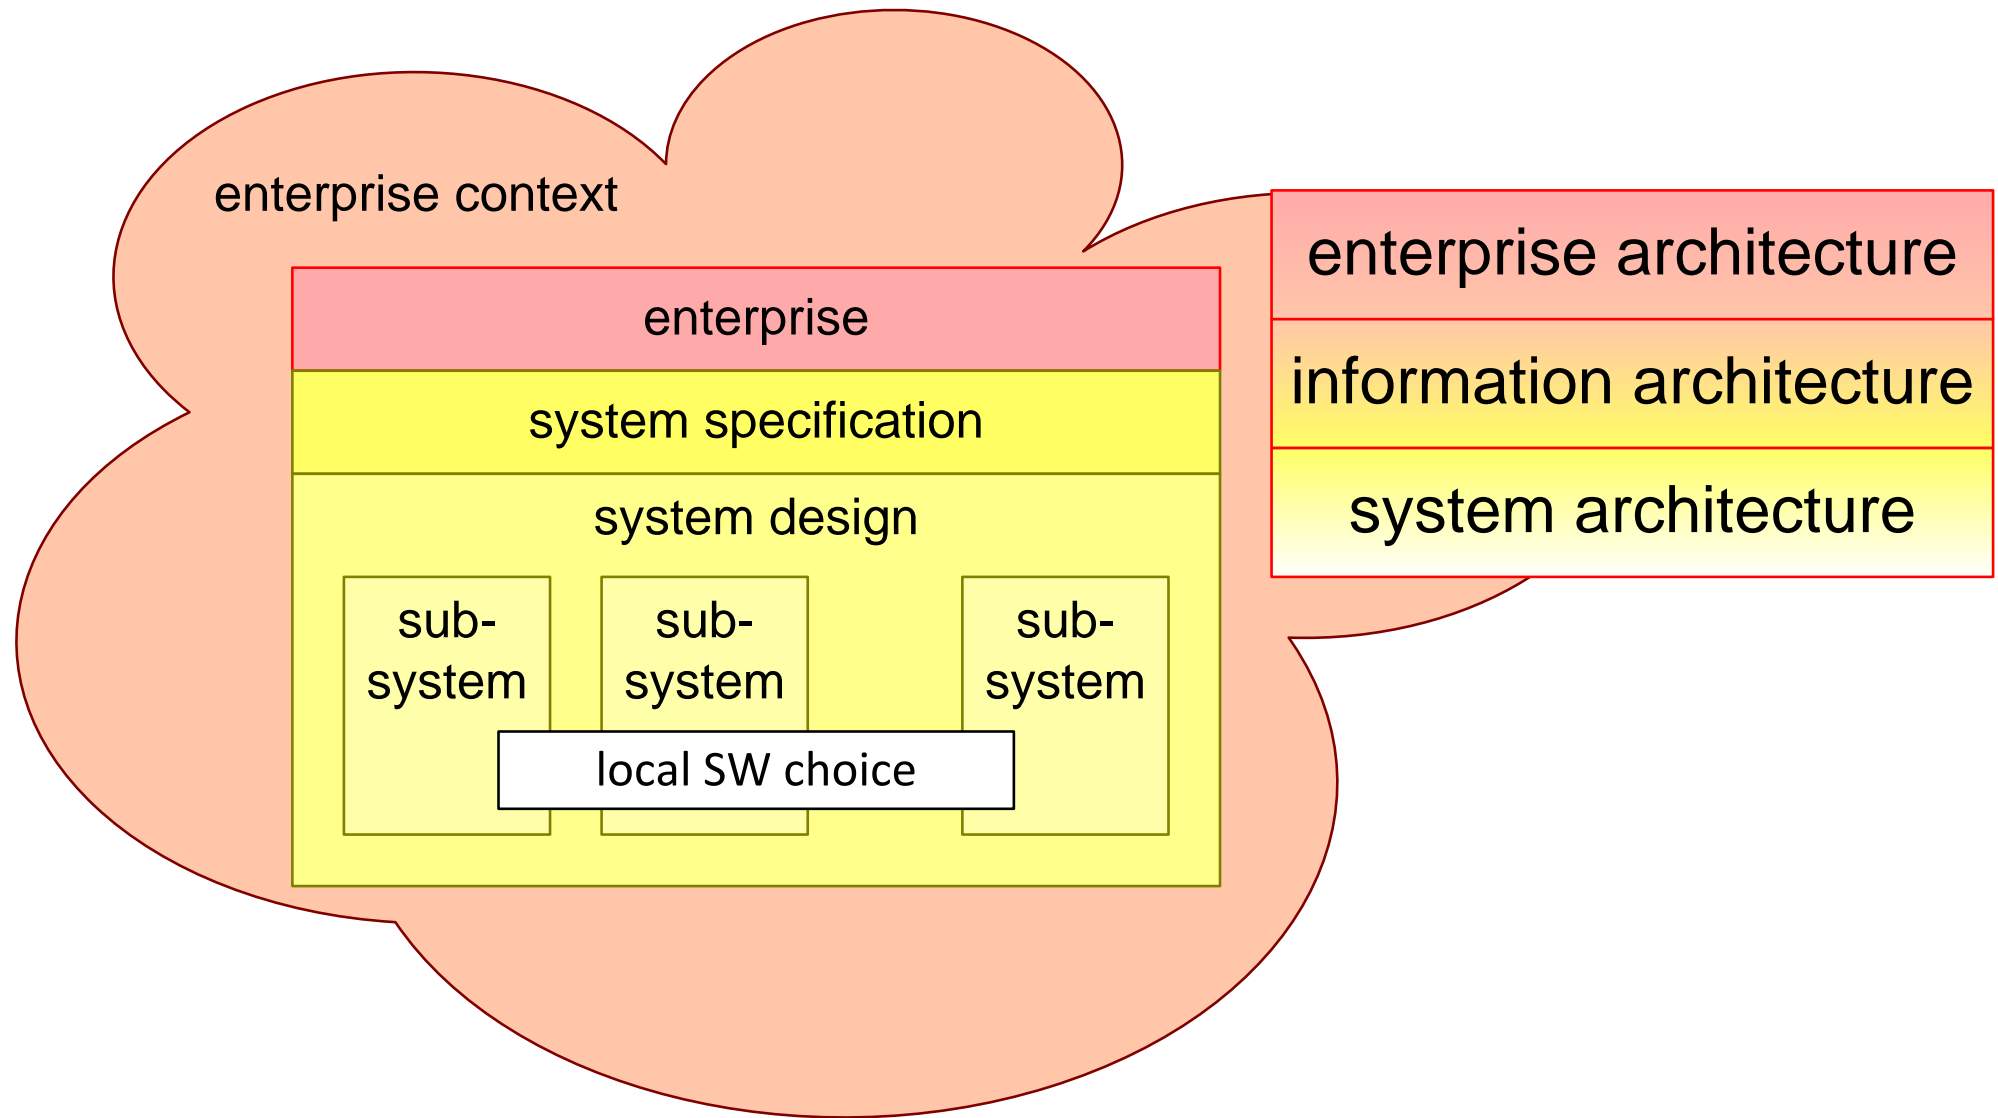 enterprise context
enterprise
system specification
system design
sub-
system
sub-
system
sub-
system
local SW choice
enterprise architecture
information architecture
system architecture